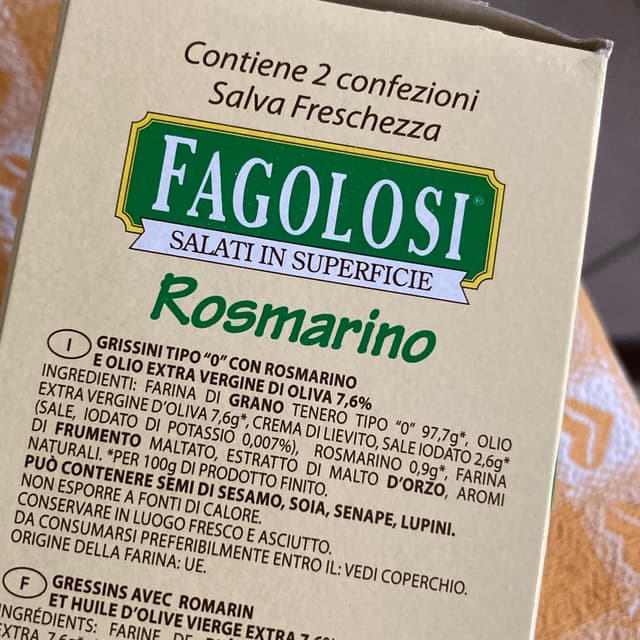 Contiene 2 confezioni
Salva Freschezza
FAGOLOSI®
SALATI IN SUPERFICIE
Rosmarino
I GRISSINI TIPO "0" CON ROSMARINO
E OLIO EXTRA VERGINE DI OLIVA 7,6%
INGREDIENTI: FARINA DI GRANO TENERO TIPO "0" 97,7g*, OLIO
EXTRA VERGINE D'OLIVA 7,6g*, CREMA DI LIEVITO, SALE IODATO 2,6g*
(SALE, IODATO DI POTASSIO 0,007%), ROSMARINO 0,9g*, FARINA
DI FRUMENTO MALTATO, ESTRATTO DI MALTO D'ORZO, AROMI
NATURALI. *PER 100g DI PRODOTTO FINITO.
PUÒ CONTENERE SEMI DI SESAMO, SOIA, SENAPE, LUPINI.
NON ESPORRE A FONTI DI CALORE.
CONSERVARE IN LUOGO FRESCO E ASCIUTTO.
DA CONSUMARSI PREFERIBILMENTE ENTRO IL: VEDI COPERCHIO.
ORIGINE DELLA FARINA: UE.
F GRESSINS AVEC ROMARIN
ET HUILE D'OLIVE VIERGE EXTRA
INGRÉDIENTS: FARINE DE
EXTRA 7,6g*